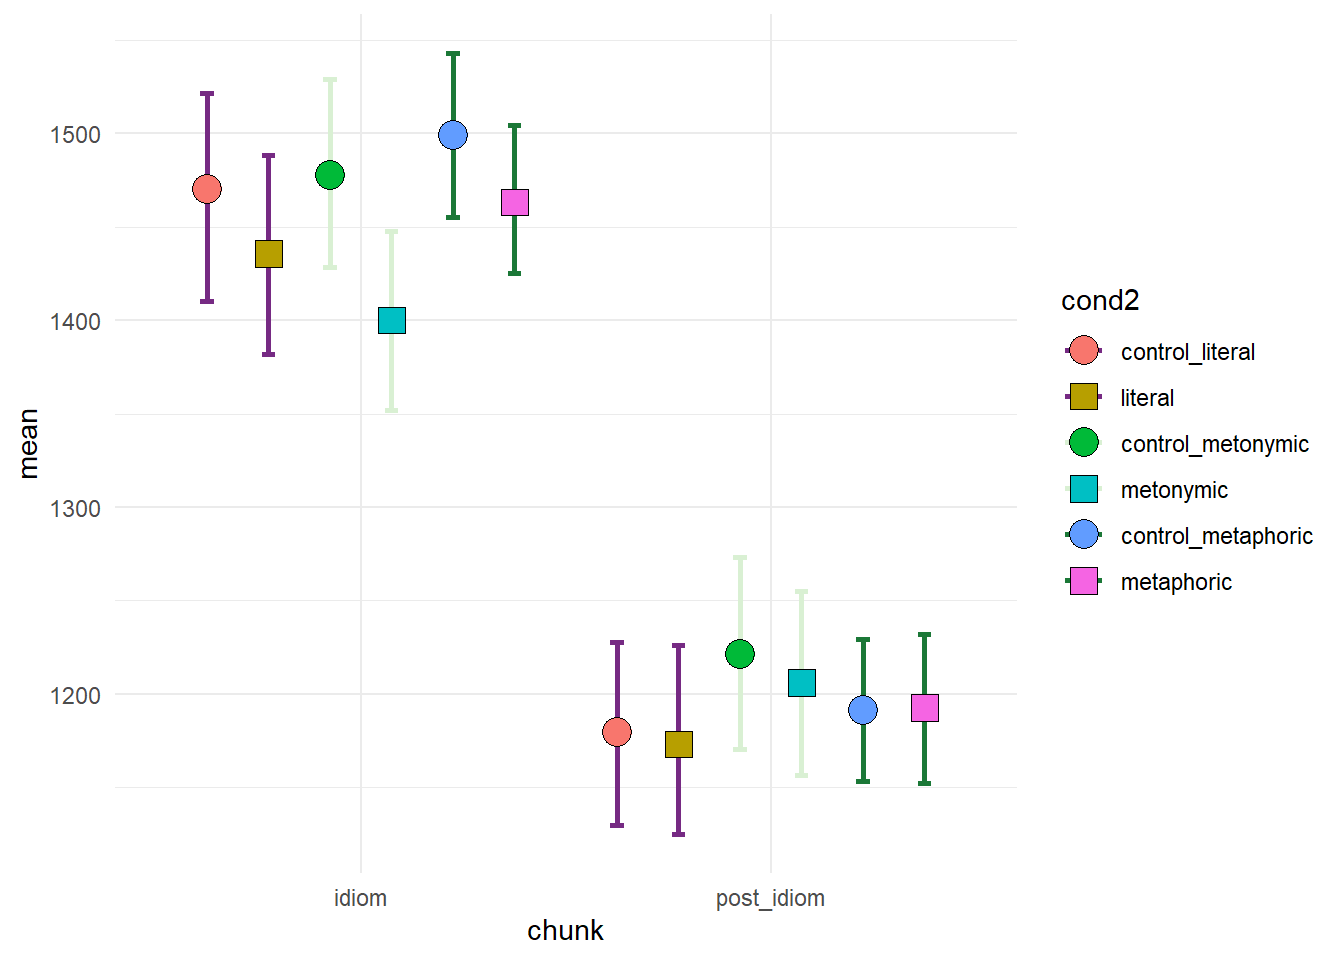 1500
1400
1300
1200
mean
idiom
post_idiom
chunk
cond2
control_literal
literal
control_metonymic
metonymic
control_metaphoric
metaphoric